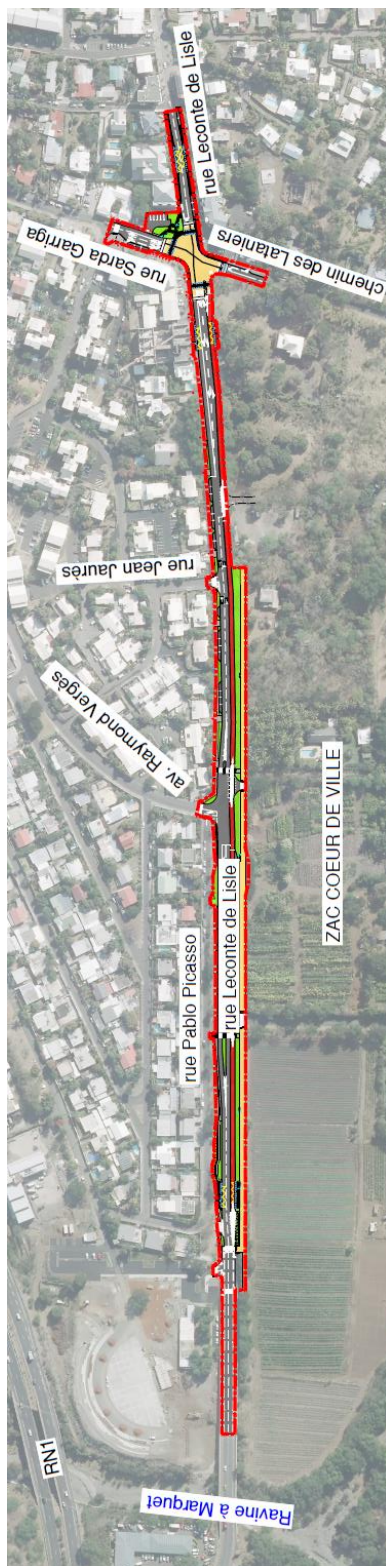 rue Leconte de Lisle
rue Sarda Garriga
chemin des Lataniers
rue Jean Jaurès
av. Raymond Vergès
ZAC COEUR DE VILLE
rue Leconte de Lisle
rue Pablo Picasso
RN1
Ravine à Marquet